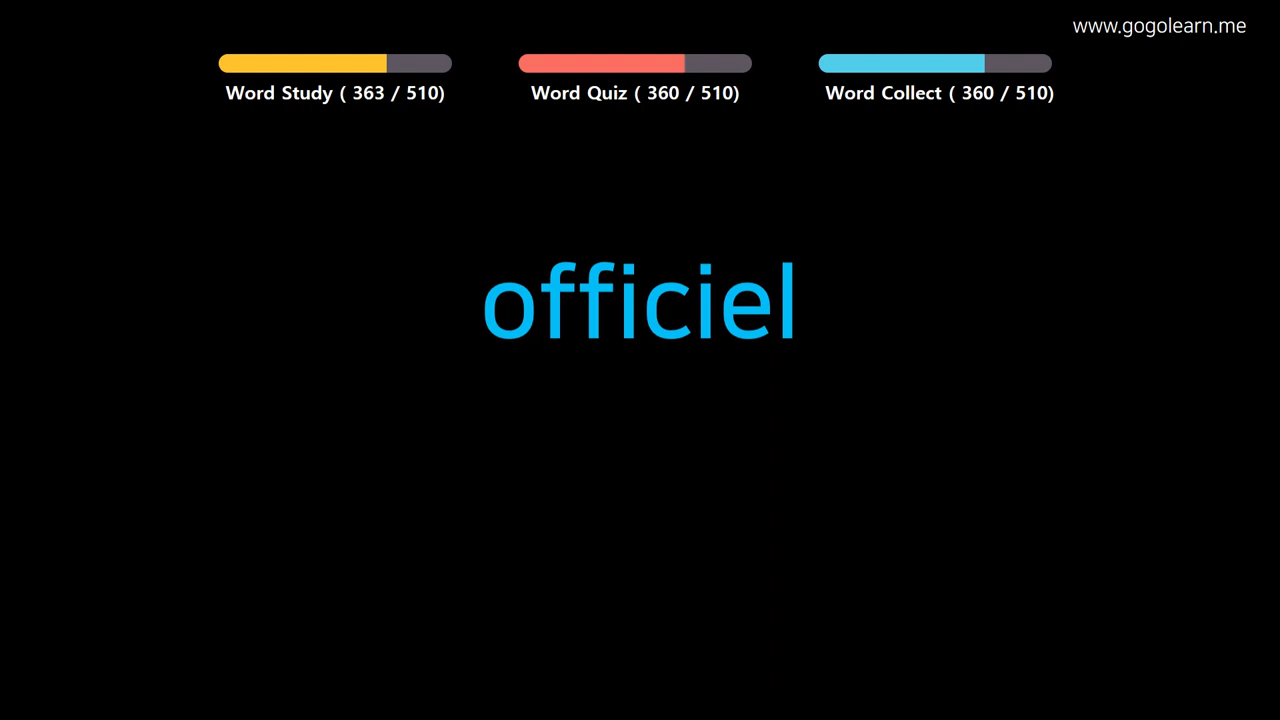 www.gogolearn.me
Word Study ( 363 / 510)
Word Quiz ( 360 / 510)
Word Collect ( 360 / 510)
officiel